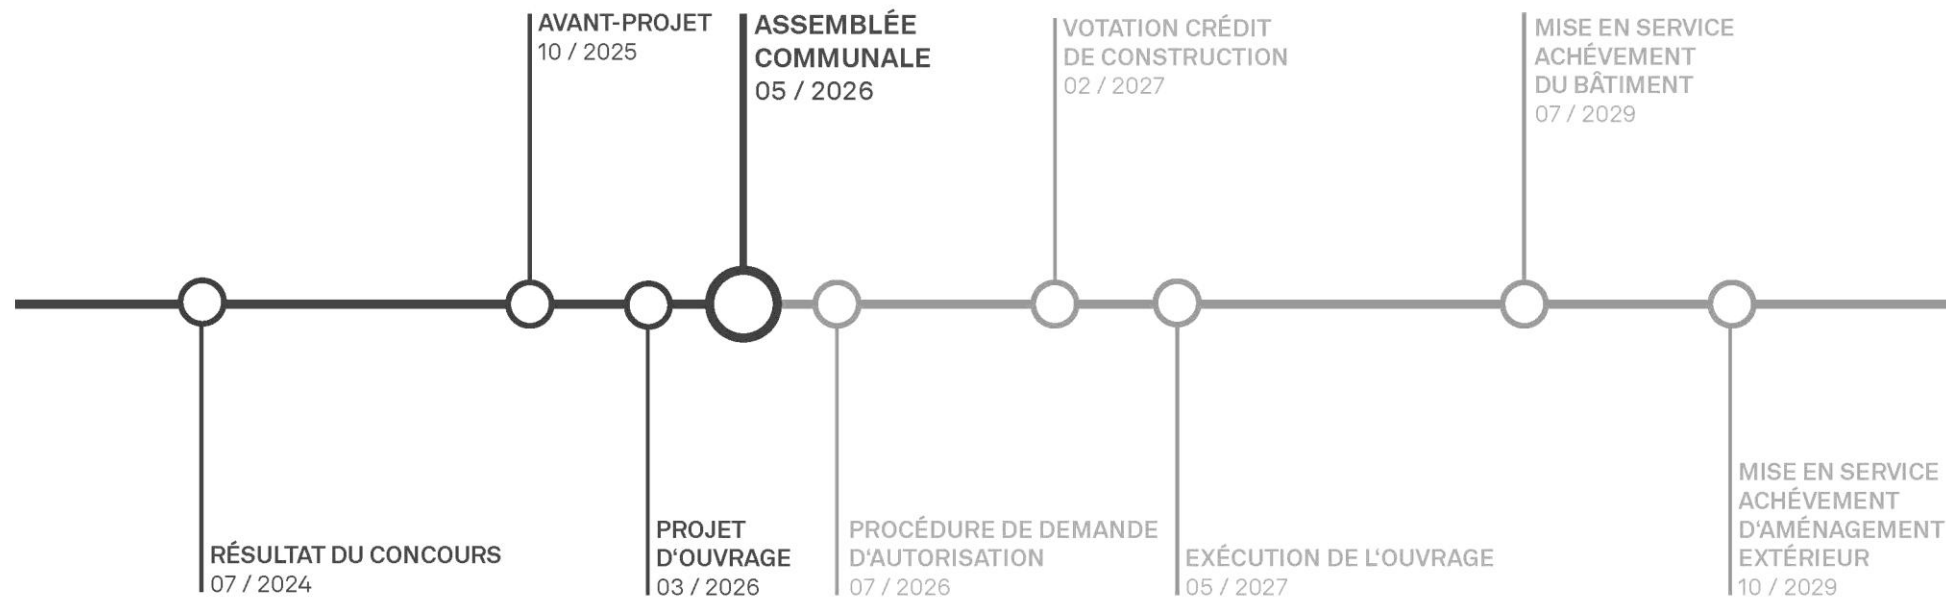 AVANT-PROJET
10 / 2025
ASSEMBLÉE
COMMUNALE
05 / 2026
VOTATION CRÉDIT
DE CONSTRUCTION
02 / 2027
MISE EN SERVICE
ACHÉVEMENT
DU BÂTIMENT
07 / 2029
RÉSULTAT DU CONCOURS
07 / 2024
PROJET
D‘OUVRAGE
03 / 2026
PROCÉDURE DE DEMANDE
D‘AUTORISATION
07 / 2026
EXÉCUTION DE L‘OUVRAGE
05 / 2027
MISE EN SERVICE
ACHÉVEMENT
D‘AMÉNAGEMENT
EXTÉRIEUR
10 / 2029